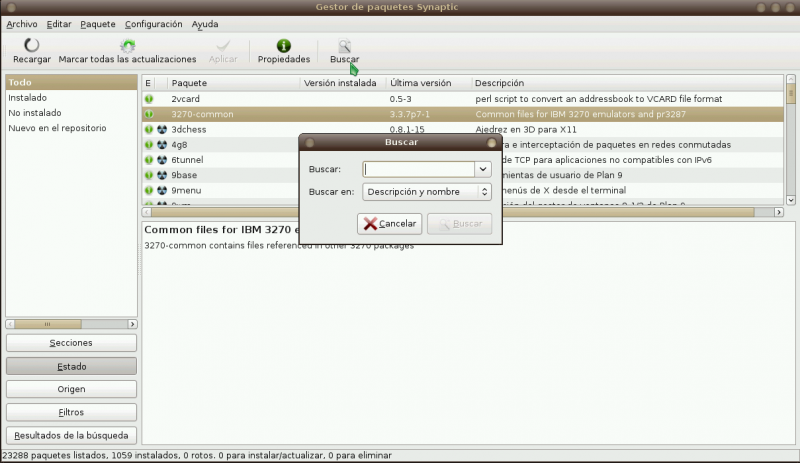 Gestor de paquetes Synaptic
Archivo Editar Paquete Configuración Ayuda
Recargar Marcar todas las actualizaciones Aplicar Propiedades Buscar
Todo
Instalado
No instalado
Nuevo en el repositorio
E Paquete Versión instalada Última versión Descripción
2vcard 0.5-3 perl script to convert an addressbook to VCARD file format
3270-common 3.3.7p7-1 Common files for IBM 3270 emulators and pr3287
3dchess 0.8.1-15 Ajedrez en 3D para X11
4g8 e interceptación de paquetes en redes conmutadas
6tunnel de TCP para aplicaciones no compatibles con IPv6
9base mientas de usuario de Plan 9
9menu menús de X desde el terminal
Buscar
Buscar:
Buscar en: Descripción y nombre
Cancelar Buscar
Common files for IBM 3270 e
3270-common contains files referenced in other 3270 packages
Secciones
Estado
Origen
Filtros
Resultados de la búsqueda
23288 paquetes listados, 1059 instalados, 0 rotos. 0 para instalar/actualizar, 0 para eliminar